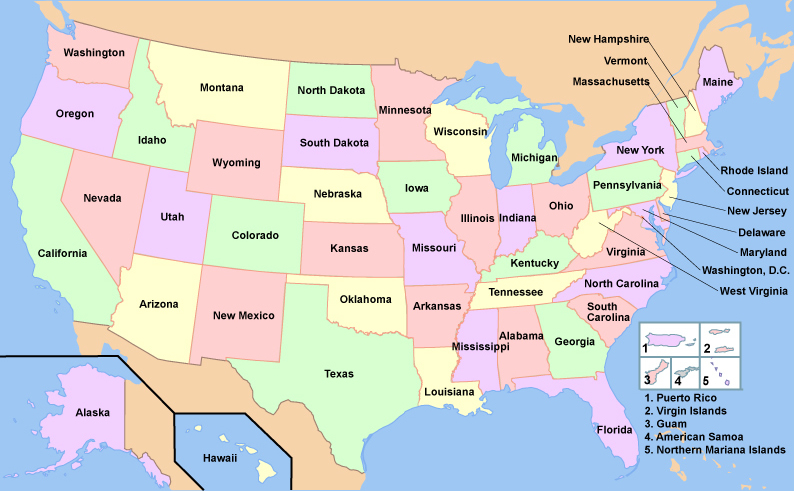 New Hampshire
Vermont
Massachusetts
Washington
Montana
North Dakota
Minnesota
Maine
Oregon
Idaho
South Dakota
Wisconsin
Michigan
New York
Wyoming
Rhode Island
Connecticut
Nevada
Utah
Nebraska
Iowa
Pennsylvania
New Jersey
Illinois
Indiana
Ohio
Delaware
California
Colorado
Kansas
Missouri
Kentucky
Virginia
Maryland
Washington, D.C.
West Virginia
Arizona
New Mexico
Oklahoma
Arkansas
Tennessee
North Carolina
South
Carolina
Texas
Louisiana
Mississippi
Alabama
Georgia
Florida
Alaska
Hawaii
1
2
3
4
5
1. Puerto Rico
2. Virgin Islands
3. Guam
4. American Samoa
5. Northern Mariana Islands